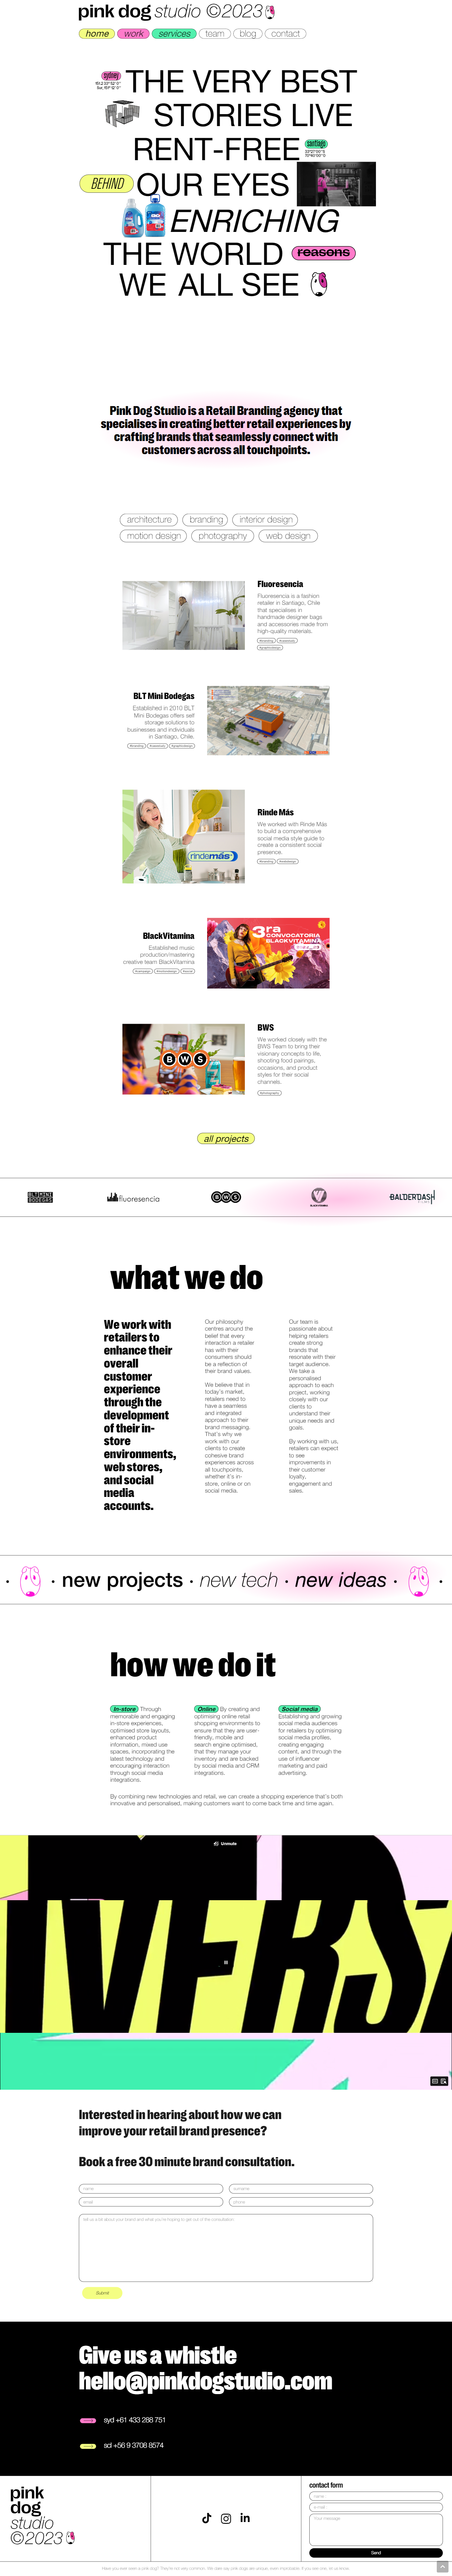 pink dog studio ©2023
home work services team blog contact
sydney
THE VERY BEST
STORIES LIVE
RENT-FREE
santiago
BEHIND OUR EYES
ENRICHING
THE WORLD reasons
WE ALL SEE
Pink Dog Studio is a Retail Branding agency that
specialises in creating better retail experiences by
crafting brands that seamlessly connect with
customers across all touchpoints.
architecture branding interior design
motion design photography web design
Fluoresencia
Fluoresencia is a fashion
retailer in Santiago, Chile
that specialises in
handmade designer bags
and accessories made from
high-quality materials.
BLT Mini Bodegas
Established in 2010 BLT
Mini Bodegas offers self
storage solutions to
businesses and individuals
in Santiago, Chile.
rindemás
Rinde Más
We worked with Rinde Más
to build a comprehensive
social media style guide to
create a consistent social
presence.
BlackVitamina
Established music
production/mastering
creative team BlackVitamina
3ra
CONVOCATORIA
BLACKVITAMINA
BWS
BWS
We worked closely with the
BWS Team to bring their
visionary concepts to life,
shooting food pairings,
occasions, and product
styles for their social
channels.
all projects
BLTMINI
BODEGAS
fluoresencia
BWS
BLACKVITAMINA
BALDERDASH
what we do
We work with
retailers to
enhance their
overall
customer
experience
through the
development
of their in-
store
environments,
web stores,
and social
media
accounts.
Our philosophy
centres around the
belief that every
interaction a retailer
has with their
consumers should
be a reflection of
their brand values.
We believe that in
today's market,
retailers need to
have a seamless
and integrated
approach to their
brand messaging.
That's why we
work with our
clients to create
cohesive brand
experiences across
all touchpoints,
whether it's in-
store, online or on
social media.
Our team is
passionate about
helping retailers
create strong
brands that
resonate with their
target audience.
We take a
personalised
approach to each
project, working
closely with our
clients to
understand their
unique needs and
goals.
By working with us,
retailers can expect
to see
improvements in
their customer
loyalty,
engagement and
sales.
• • new projects • new tech • new ideas • •
how we do it
In-store Through
memorable and engaging
in-store experiences,
optimised store layouts,
enhanced product
information, mixed use
spaces, incorporating the
latest technology and
encouraging interaction
through social media
integrations.
Online By creating and
optimising online retail
shopping environments to
ensure that they are user-
friendly, mobile and
search engine optimised,
that they manage your
inventory and are backed
by social media and CRM
integrations.
Social media
Establishing and growing
social media audiences
for retailers by optimising
social media profiles,
creating engaging
content, and through the
use of influencer
marketing and paid
advertising.
By combining new technologies and retail, we can create a shopping experience that's both
innovative and personalised, making customers want to come back time and time again.
Unmute
Interested in hearing about how we can
improve your retail brand presence?
Book a free 30 minute brand consultation.
name surname
email phone
tell us a bit about your brand and what you're hoping to get out of the consultation
Submit
Give us a whistle
hello@pinkdogstudio.com
syd +61 433 288 751
scl +56 9 3708 8574
pink
dog
studio
©2023
contact form
name
e-mail
Your message
Send